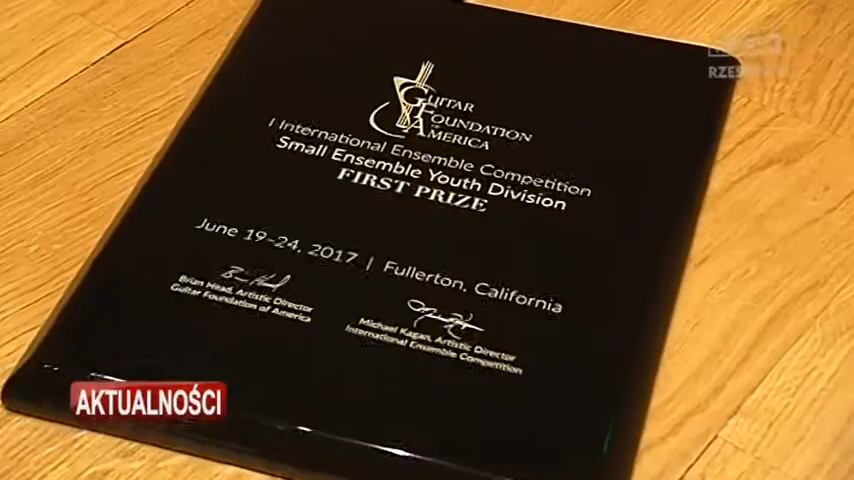 RZESZÓW
GUITAR
FOUNDATION
OF AMERICA
I International Ensemble Competition
Small Ensemble Youth Division
FIRST PRIZE
June 19-24, 2017 | Fullerton, California
Brian Head, Artistic Director
Guitar Foundation of America
Michael Kagan, Artistic Director
International Ensemble Competition
AKTUALNOŚCI